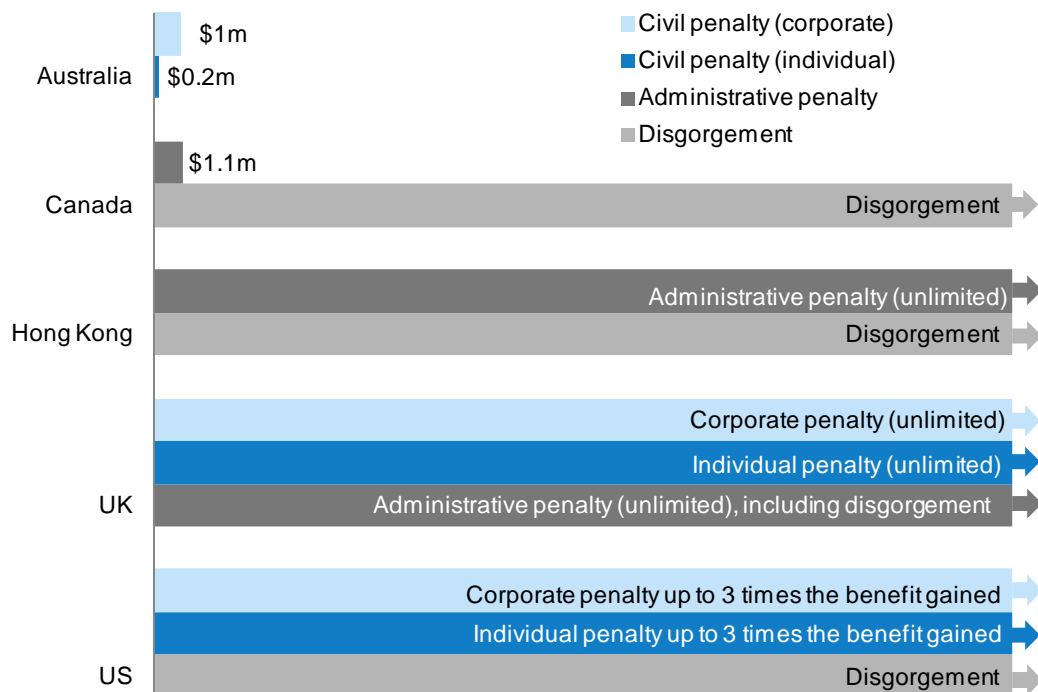 $1m
Civil penalty (corporate)
Australia
$0.2m
Civil penalty (individual)
Administrative penalty
Disgorgement
$1.1m
Canada
Disgorgement
Administrative penalty (unlimited)
Hong Kong
Disgorgement
Corporate penalty (unlimited)
Individual penalty (unlimited)
UK
Administrative penalty (unlimited), including disgorgement
Corporate penalty up to 3 times the benefit gained
Individual penalty up to 3 times the benefit gained
US
Disgorgement